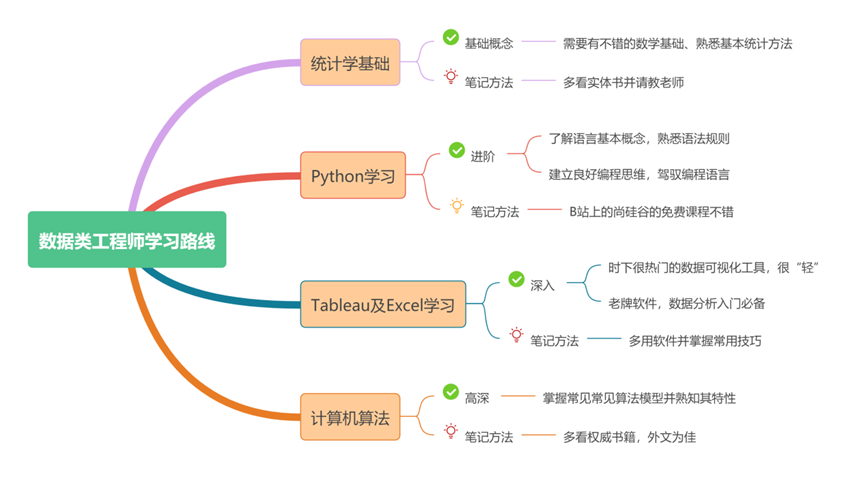 数据类工程师学习路线
统计学基础
基础概念
需要有不错的数学基础、熟悉基本统计方法
笔记方法
多看实体书并请教老师
Python学习
进阶
了解语言基本概念，熟悉语法规则
建立良好编程思维，驾驭编程语言
笔记方法
B站上的尚硅谷的免费课程不错
Tableau及Excel学习
深入
时下很热门的数据可视化工具，很“轻”
老牌软件，数据分析入门必备
笔记方法
多用软件并掌握常用技巧
计算机算法
高深
掌握常见常见算法模型并熟知其特性
笔记方法
多看权威书籍，外文为佳